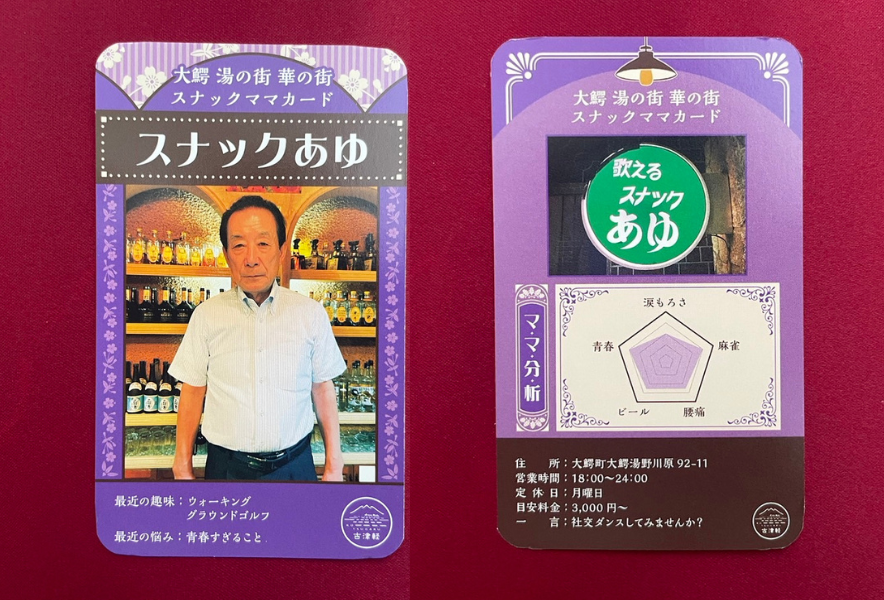 大鰐 湯の街 華の街
スナックママカード
スナックあゆ
最近の趣味：ウォーキング
グラウンドゴルフ
最近の悩み：青春すぎること
古津軽
大鰐 湯の街 華の街
スナックママカード
歌える
スナック
あゆ
マ・マ・分・析
涙もろさ
青春
麻雀
ビール
腰痛
住　　所：大鰐町大鰐湯野川原 92-11
営業時間：18:00〜24:00
定 休 日：月曜日
目安料金：3,000 円〜
一　　言：社交ダンスしてみませんか？
古津軽